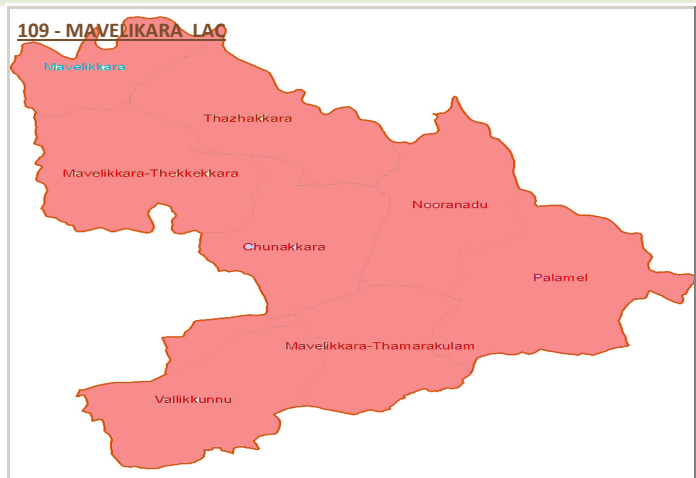 109 - MAVELIKARA LAC
Mavelikkara
Thazhakkara
Mavelikkara-Thekkekkara
Nooranadu
Chunakkara
Palamel
Mavelikkara-Thamarakulam
Vallikkunnu